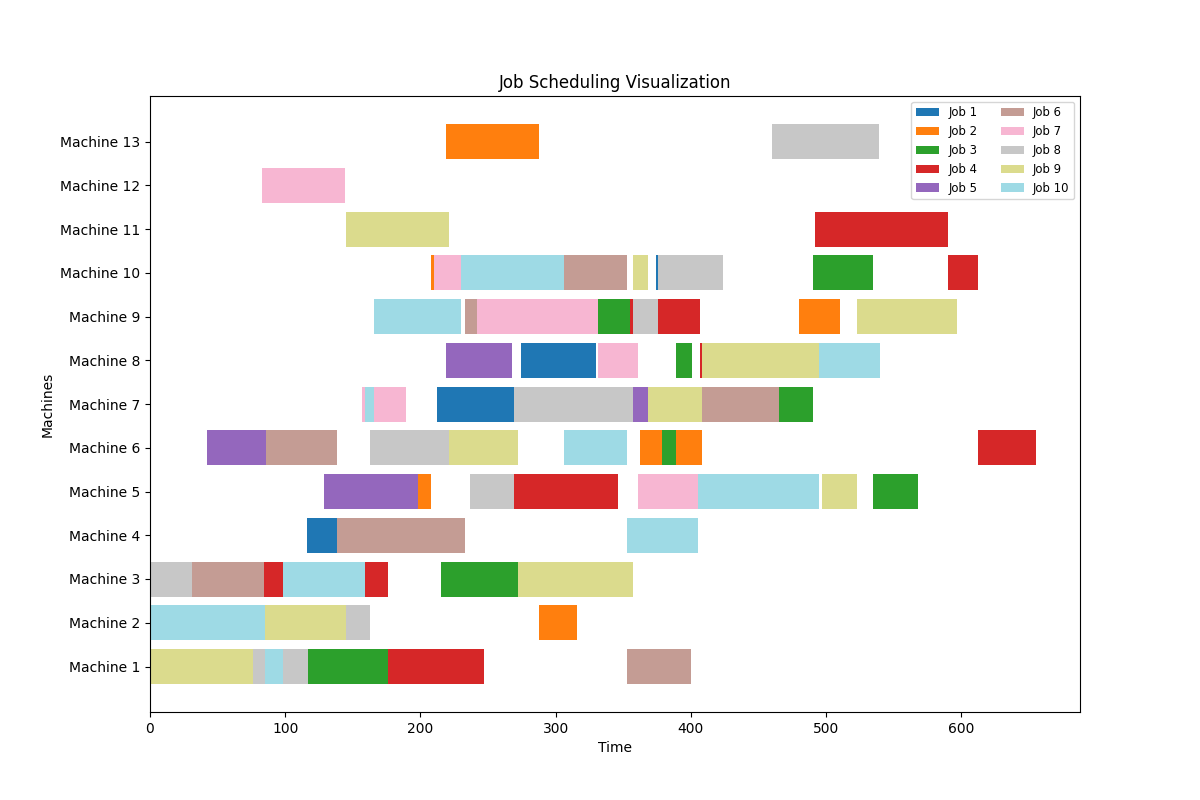 Job Scheduling Visualization
Job 1
Job 2
Job 3
Job 4
Job 5
Job 6
Job 7
Job 8
Job 9
Job 10
Machine 13
Machine 12
Machine 11
Machine 10
Machine 9
Machine 8
Machine 7
Machine 6
Machine 5
Machine 4
Machine 3
Machine 2
Machine 1
Machines
0 100 200 300 400 500 600
Time